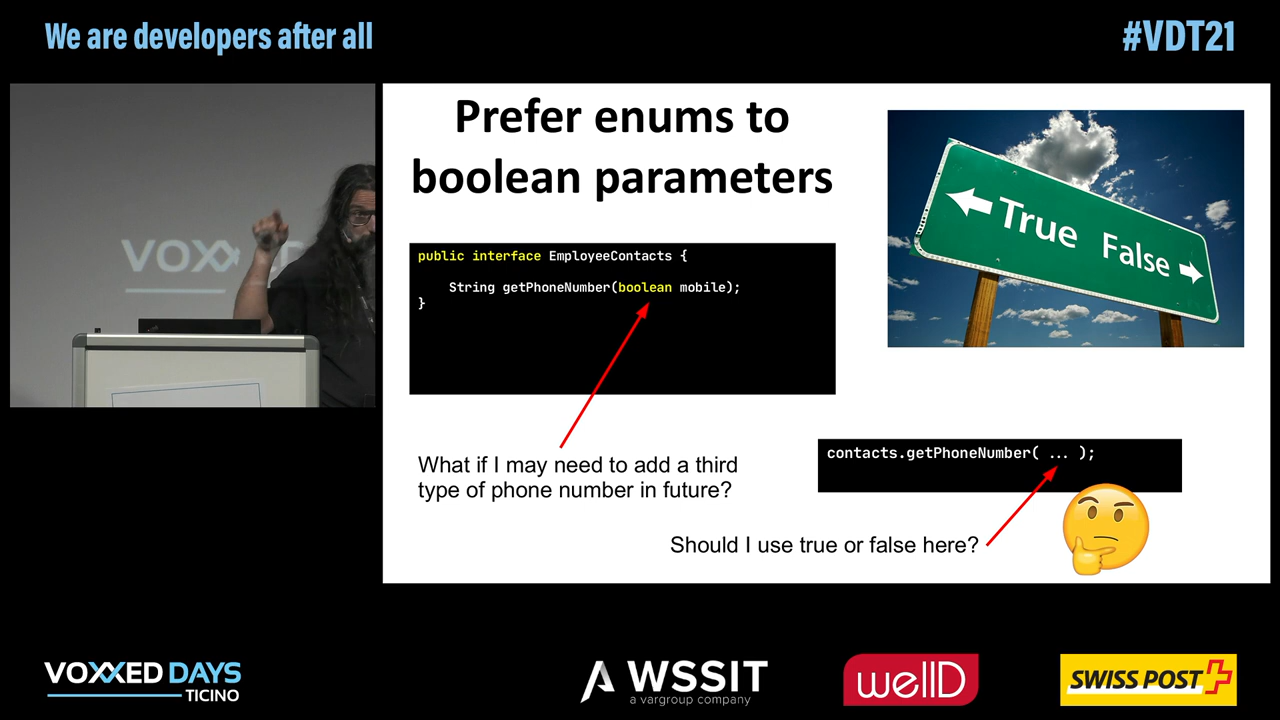 We are developers after all
#VDT21
VOXX
Prefer enums to
boolean parameters
True False
public interface EmployeeContacts {
String getPhoneNumber(boolean mobile);
}
What if I may need to add a third
type of phone number in future?
contacts.getPhoneNumber( ... );
Should I use true or false here?
VOXXED DAYS
TICINO
WSSIT
a vargroup company
wellD
SWISS POST